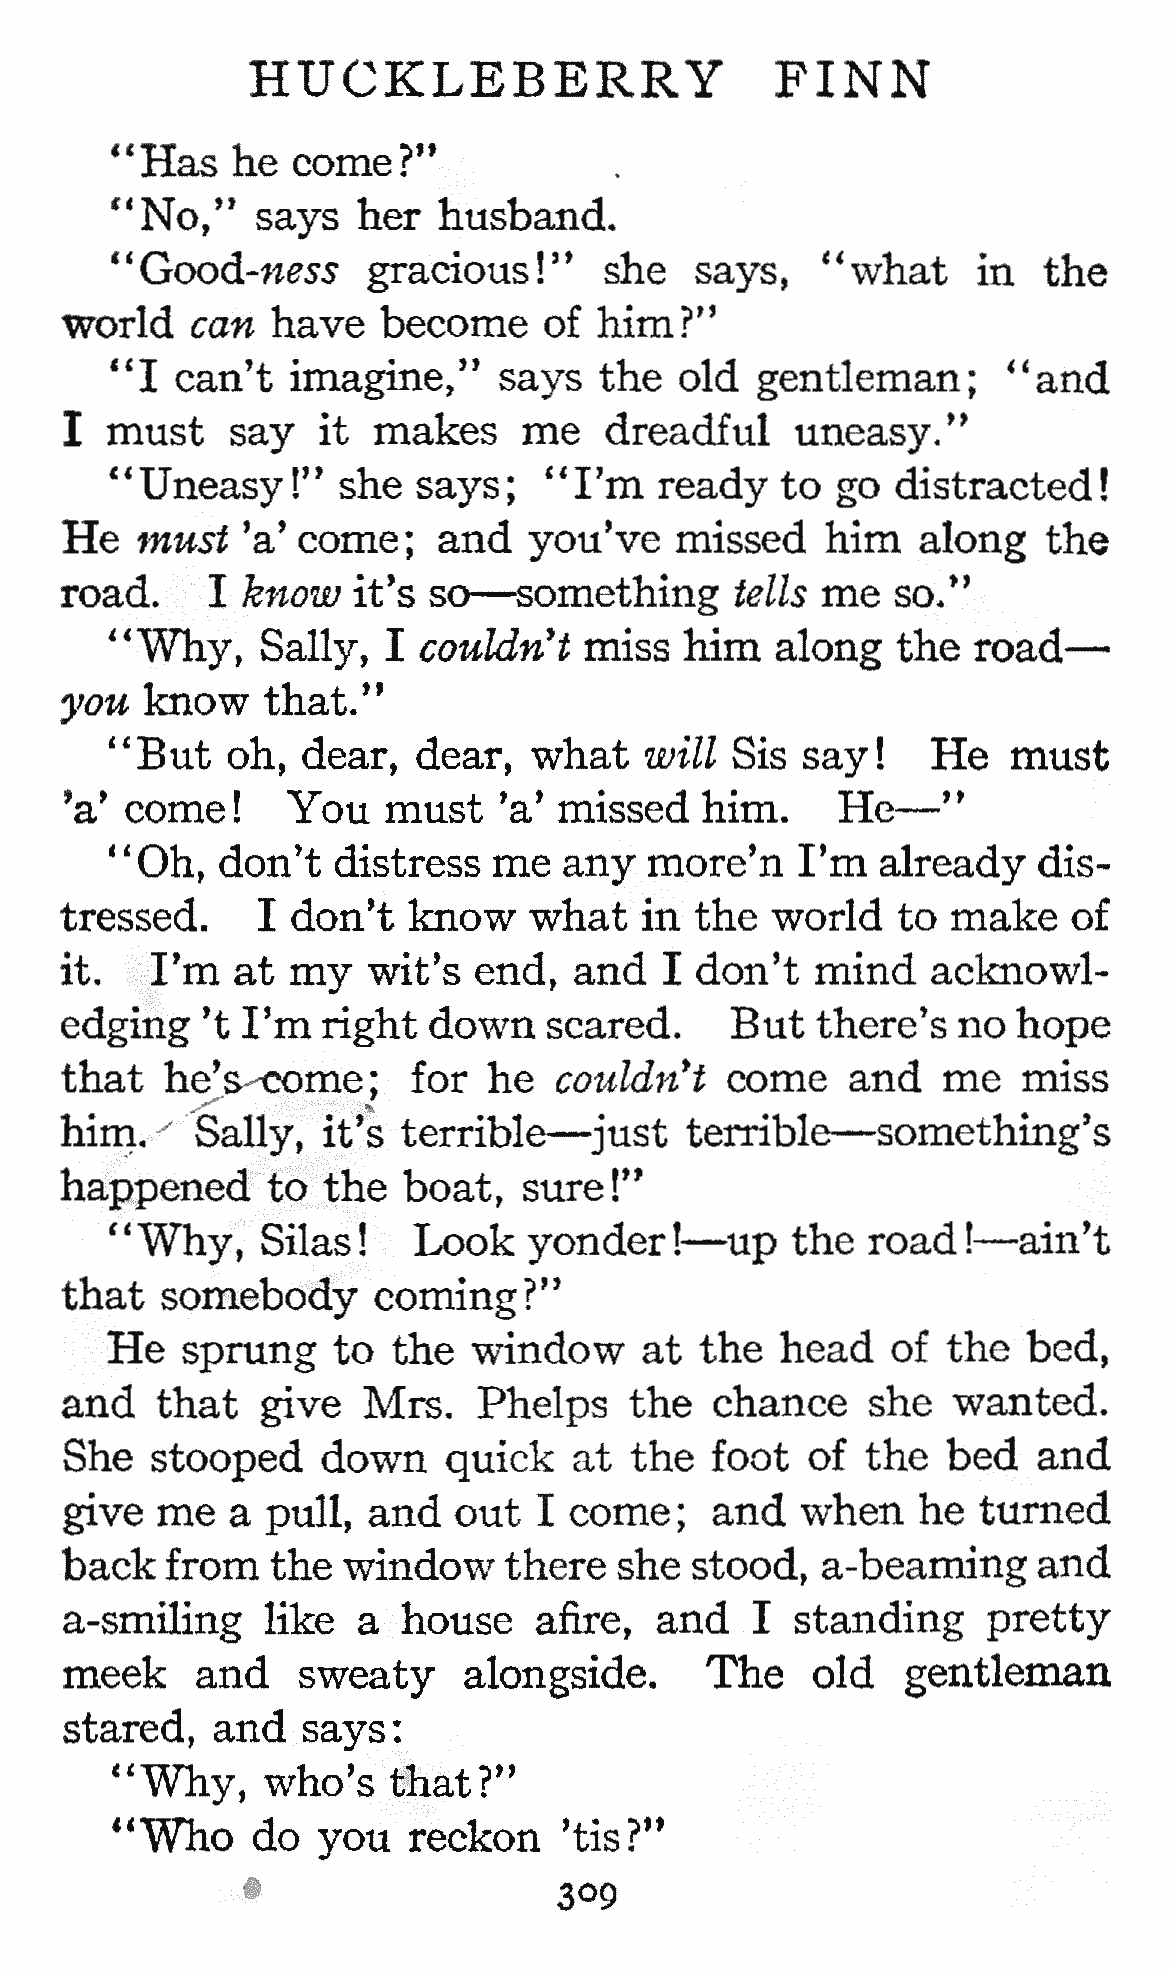 HUCKLEBERRY FINN
“Has he come?”
“No,” says her husband.
“Good-ness gracious!” she says, “what in the
world can have become of him?”
“I can’t imagine,” says the old gentleman; “and
I must say it makes me dreadful uneasy.”
“Uneasy!” she says; “I’m ready to go distracted!
He must ’a’ come; and you’ve missed him along the
road. I know it’s so—something tells me so.”
“Why, Sally, I couldn’t miss him along the road—
you know that.”
“But oh, dear, dear, what will Sis say! He must
’a’ come! You must ’a’ missed him. He—”
“Oh, don’t distress me any more’n I’m already dis-
tressed. I don’t know what in the world to make of
it. I’m at my wit’s end, and I don’t mind acknowl-
edging ’t I’m right down scared. But there’s no hope
that he’s come; for he couldn’t come and me miss
him. Sally, it’s terrible—just terrible—something’s
happened to the boat, sure!”
“Why, Silas! Look yonder!—up the road!—ain’t
that somebody coming?”
He sprung to the window at the head of the bed,
and that give Mrs. Phelps the chance she wanted.
She stooped down quick at the foot of the bed and
give me a pull, and out I come; and when he turned
back from the window there she stood, a-beaming and
a-smiling like a house afire, and I standing pretty
meek and sweaty alongside. The old gentleman
stared, and says:
“Why, who’s that?”
“Who do you reckon ’tis?”
309